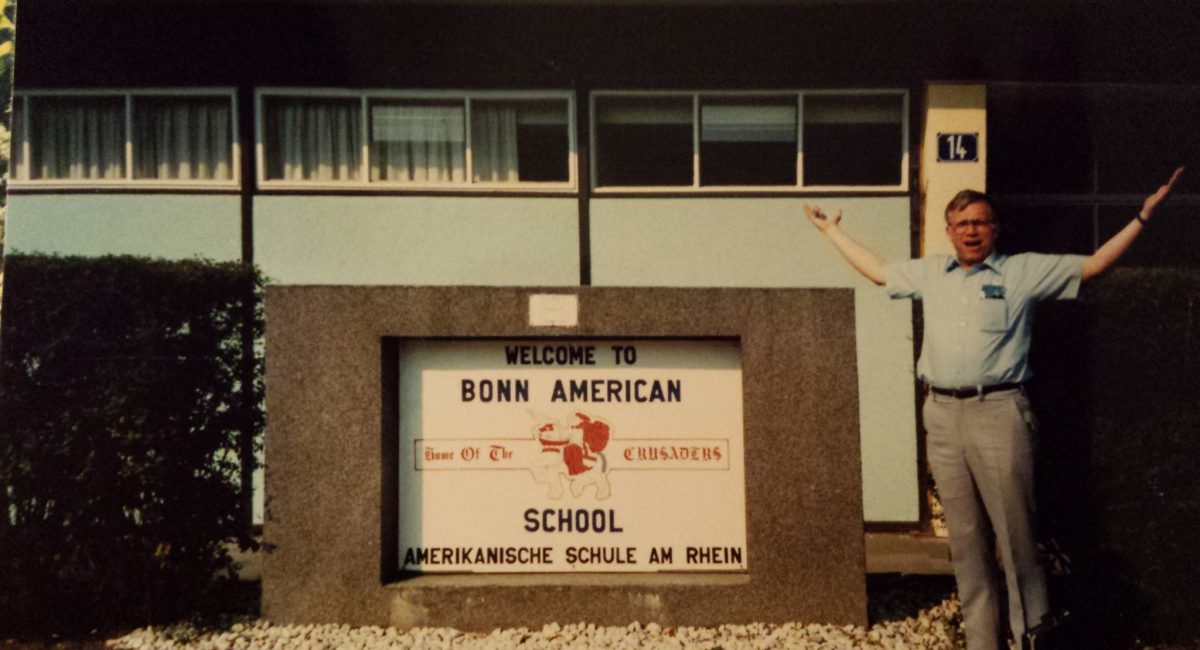 14
WELCOME TO
BONN AMERICAN
Home Of The CRUSADERS
SCHOOL
AMERIKANISCHE SCHULE AM RHEIN